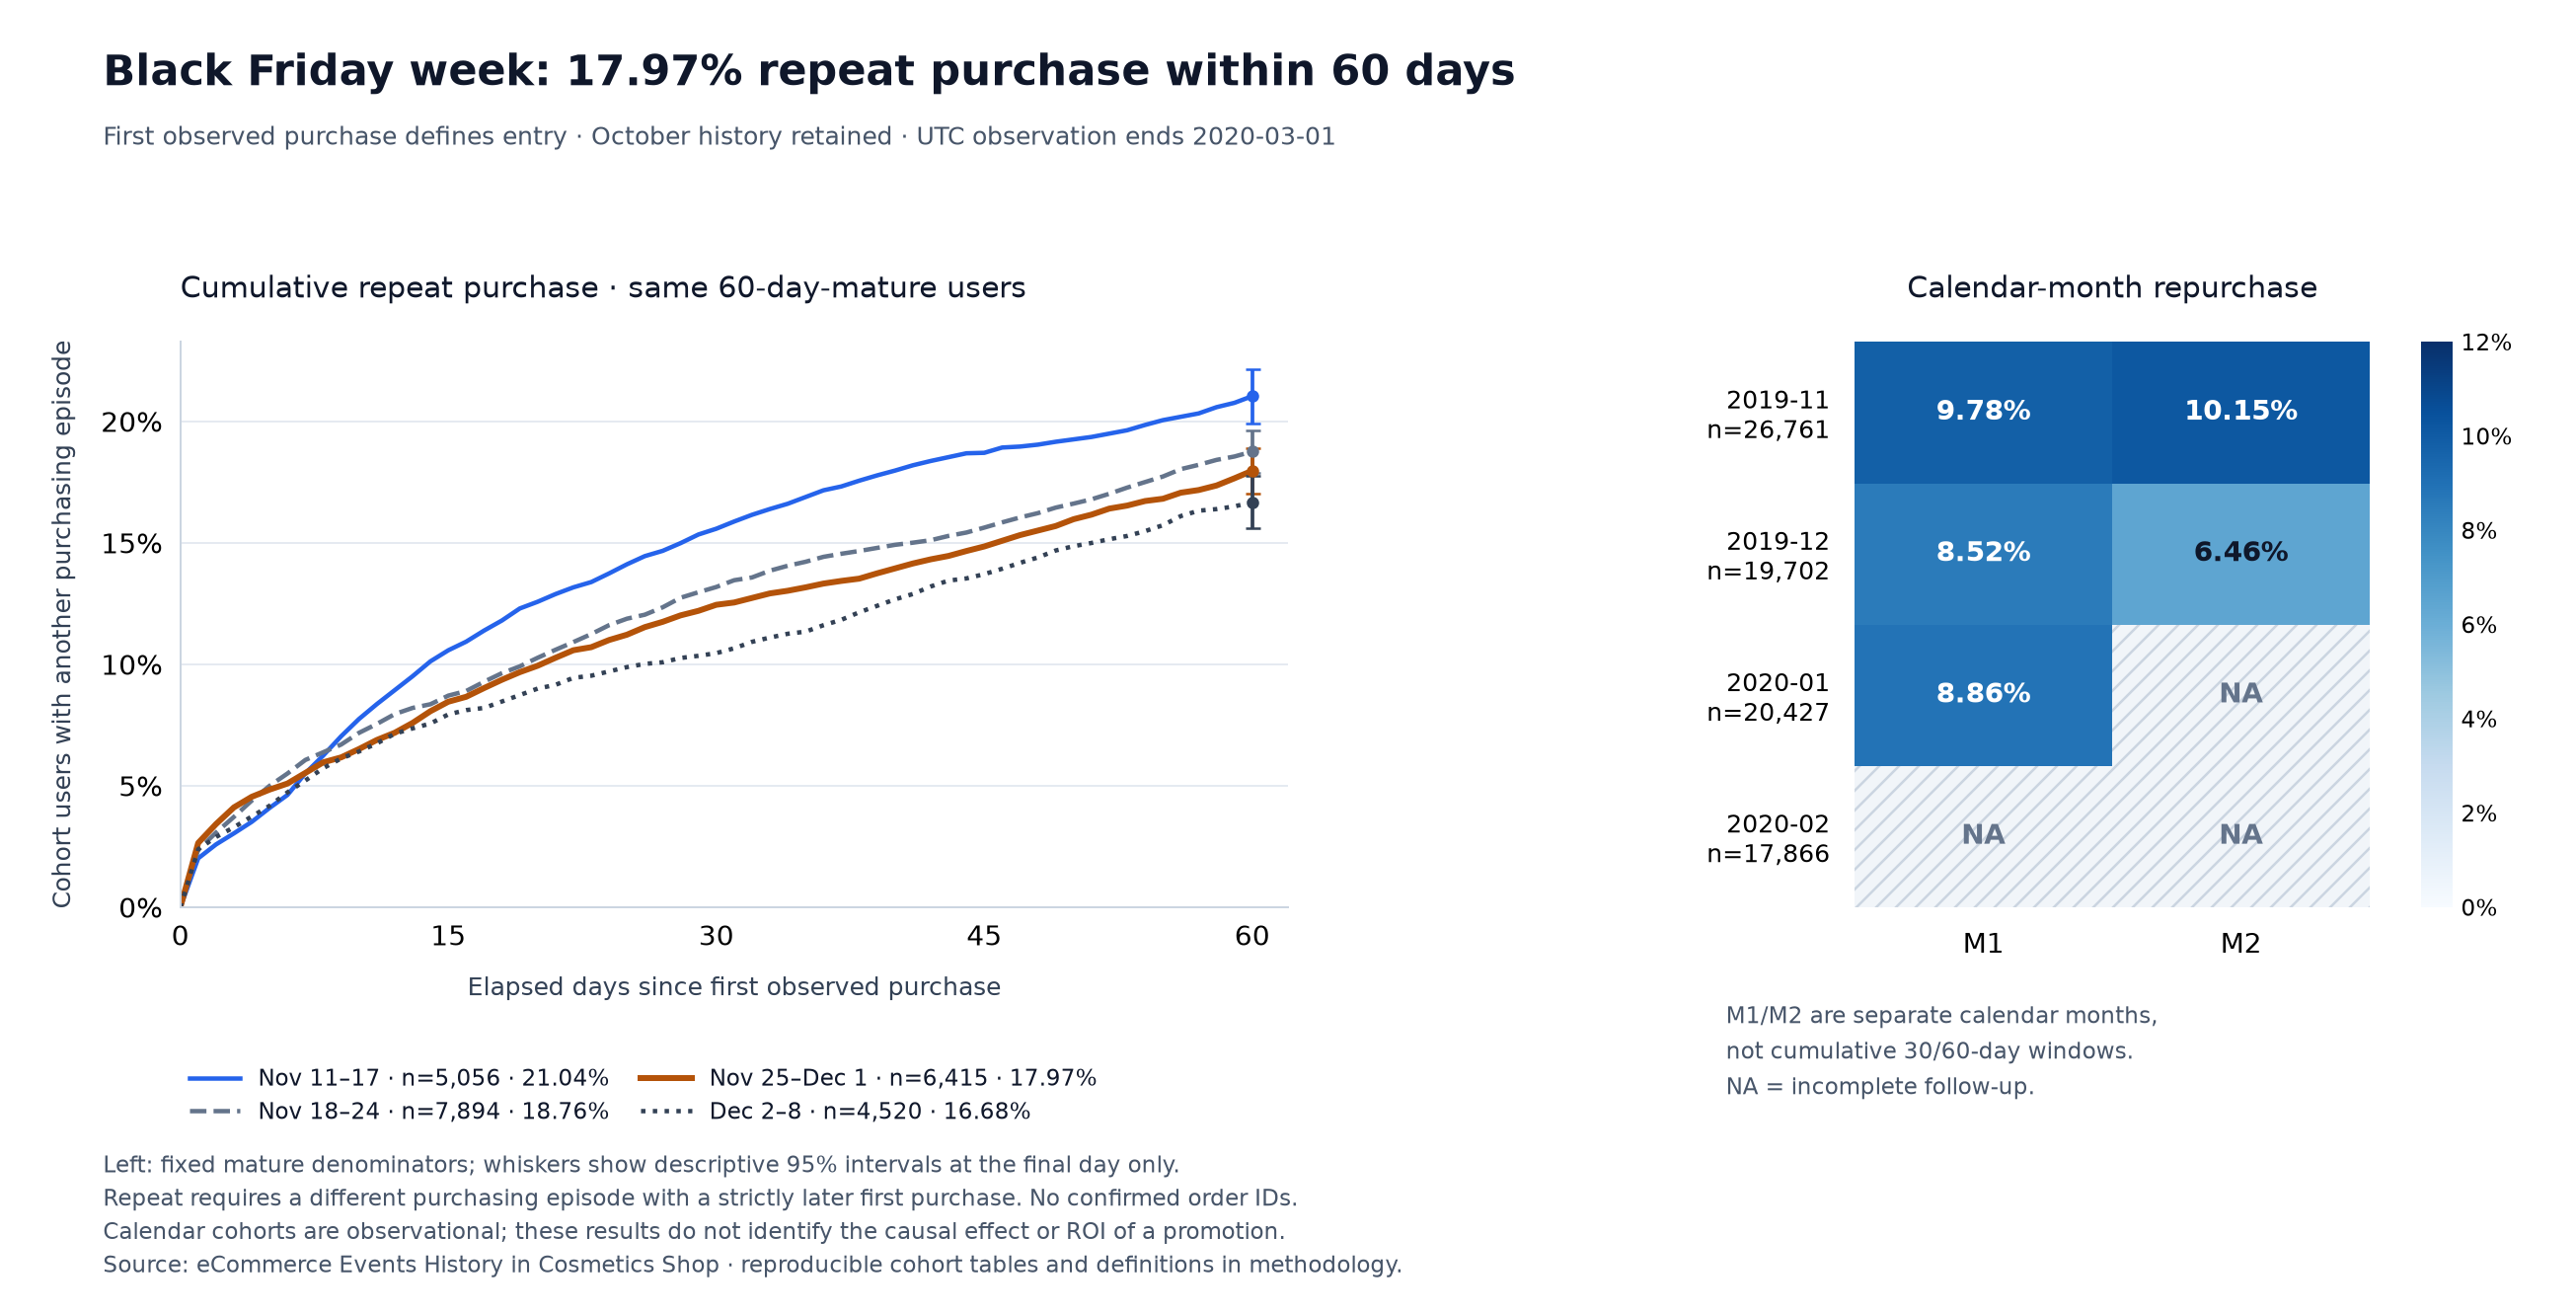 Black Friday week: 17.97% repeat purchase within 60 days
First observed purchase defines entry · October history retained · UTC observation ends 2020-03-01
Cumulative repeat purchase · same 60-day-mature users
Cohort users with another purchasing episode
20%
15%
10%
5%
0%
0
15
30
45
60
Elapsed days since first observed purchase
Nov 11–17 · n=5,056 · 21.04%
Nov 18–24 · n=7,894 · 18.76%
Nov 25–Dec 1 · n=6,415 · 17.97%
Dec 2–8 · n=4,520 · 16.68%
Calendar-month repurchase
2019-11
n=26,761
9.78%
10.15%
2019-12
n=19,702
8.52%
6.46%
2020-01
n=20,427
8.86%
NA
2020-02
n=17,866
NA
NA
M1
M2
12%
10%
8%
6%
4%
2%
0%
M1/M2 are separate calendar months,
not cumulative 30/60-day windows.
NA = incomplete follow-up.
Left: fixed mature denominators; whiskers show descriptive 95% intervals at the final day only.
Repeat requires a different purchasing episode with a strictly later first purchase. No confirmed order IDs.
Calendar cohorts are observational; these results do not identify the causal effect or ROI of a promotion.
Source: eCommerce Events History in Cosmetics Shop · reproducible cohort tables and definitions in methodology.